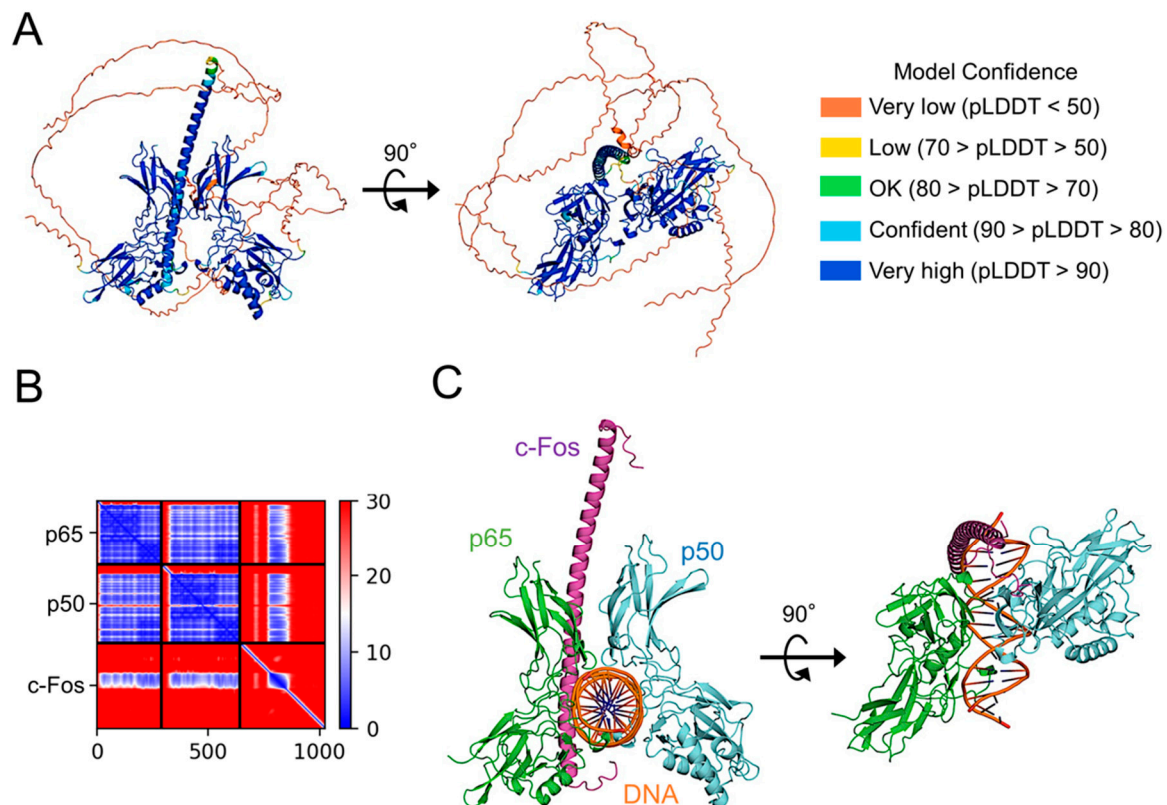 A
90°
Model Confidence
Very low (pLDDT < 50)
Low (70 > pLDDT > 50)
OK (80 > pLDDT > 70)
Confident (90 > pLDDT > 80)
Very high (pLDDT > 90)
B
p65
p50
c-Fos
0
500
1000
30
20
10
0
C
c-Fos
p65
p50
DNA
90°